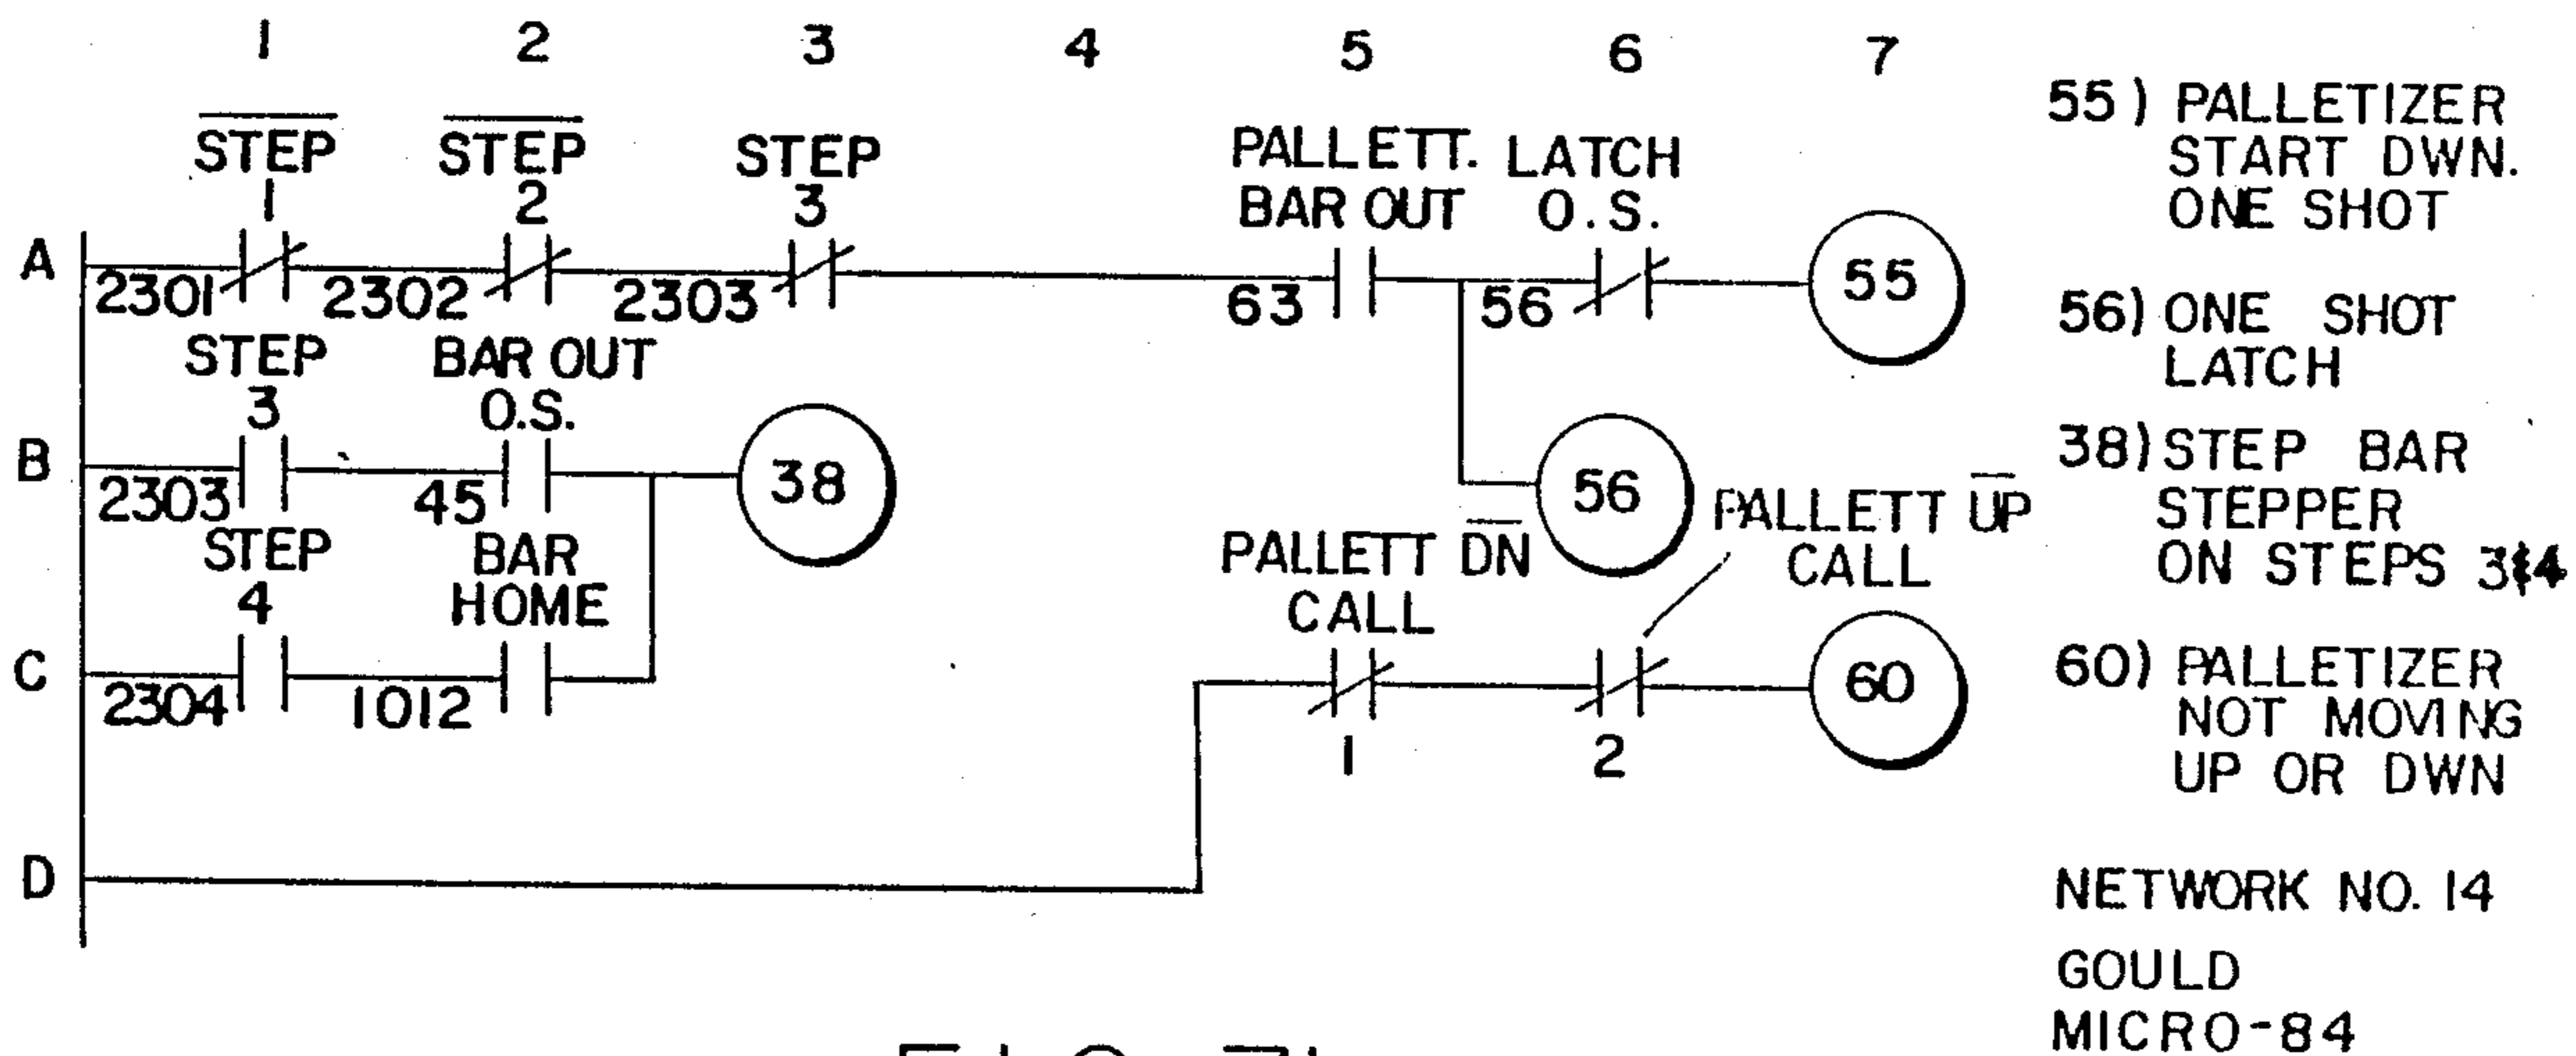 1 2 3 4 5 6 7
STEP STEP STEP PALLETT. LATCH
1 2 3 BAR OUT O.S.
A 2301 2302 2303 63 56 55
STEP BAR OUT
3 O.S.
B 2303 45 38 56
STEP BAR PALLETT DN PALLETT UP
4 HOME CALL CALL
C 2304 1012 1 2 60
D
55) PALLETIZER
START DWN.
ONE SHOT
56) ONE SHOT
LATCH
38) STEP BAR
STEPPER
ON STEPS 3&4
60) PALLETIZER
NOT MOVING
UP OR DWN
NETWORK NO. 14
GOULD
MICRO-84